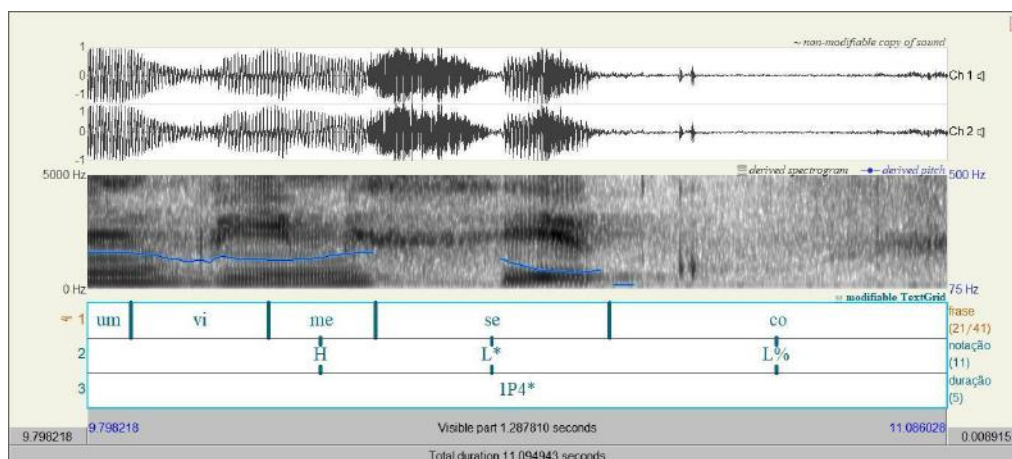 ~ non-modifiable copy of sound
1
0
-1
Ch 1
1
0
-1
Ch 2
5000 Hz
derived spectrogram
derived pitch
500 Hz
0 Hz
75 Hz
modifiable TextGrid
1
um vi me se co
frase
(21/41)
2
H L* L%
notação
(11)
3
1P4*
duração
(5)
9.798218
Visible part 1.287810 seconds
11.086028
9.798218
0.008915
Total duration 11.094943 seconds